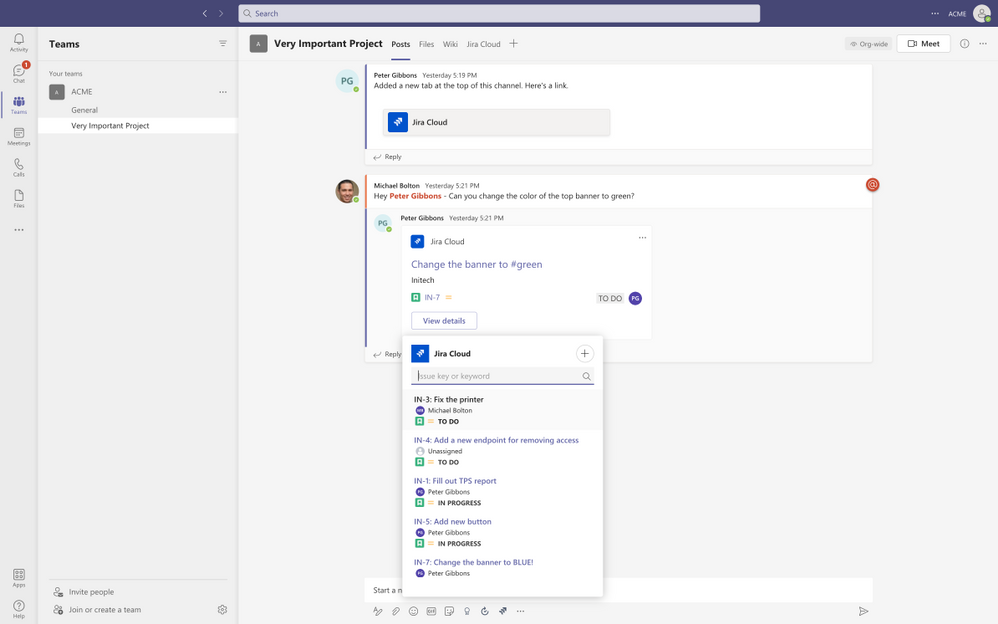 Search
ACME
Activity
1
Chat
Teams
Meetings
Calls
Files
Apps
Help
Teams
Your teams
A
ACME
General
Very Important Project
Invite people
Join or create a team
A
Very Important Project
Posts
Files
Wiki
Jira Cloud
Org-wide
Meet
PG
Peter Gibbons Yesterday 5:19 PM
Added a new tab at the top of this channel. Here's a link.
Jira Cloud
Reply
Michael Bolton Yesterday 5:21 PM
@
Hey Peter Gibbons - Can you change the color of the top banner to green?
PG
Peter Gibbons Yesterday 5:21 PM
Jira Cloud
Change the banner to #green
Initech
IN-7
TO DO
PG
View details
Reply
Jira Cloud
Issue key or keyword
IN-3: Fix the printer
Michael Bolton
TO DO
IN-4: Add a new endpoint for removing access
Unassigned
TO DO
IN-1: Fill out TPS report
PG
Peter Gibbons
IN PROGRESS
IN-5: Add new button
PG
Peter Gibbons
IN PROGRESS
IN-7: Change the banner to BLUE!
PG
Peter Gibbons
Start a n
GIF